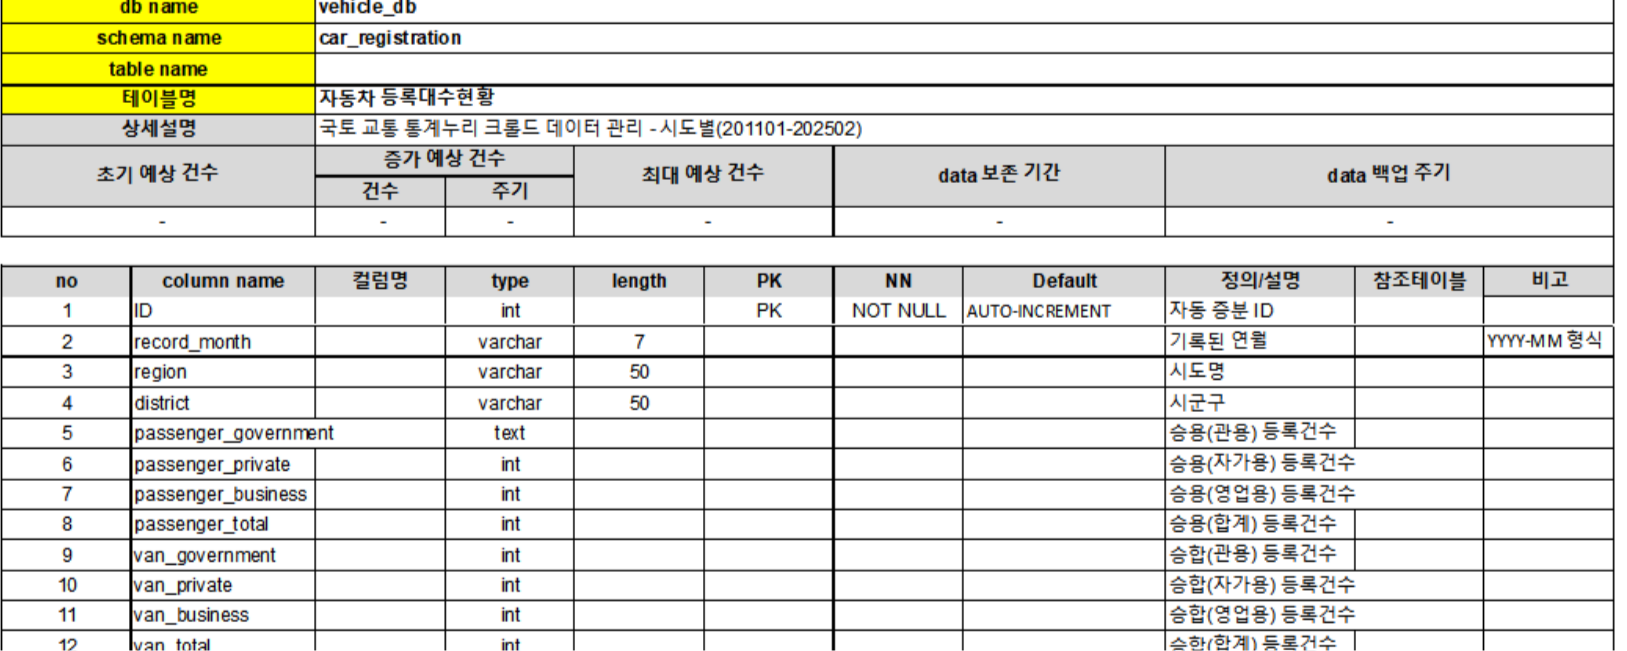 db name vehicle_db
schema name car_registration
table name
테이블명 자동차 등록대수현황
상세설명 국토 교통 통계누리 크롤드 데이터 관리 - 시도별(201101-202502)
초기 예상 건수 증가 예상 건수 최대 예상 건수 data 보존 기간 data 백업 주기
건수 주기
- - - - - -
no column name 컬럼명 type length PK NN Default 정의/설명 참조테이블 비고
1 ID int PK NOT NULL AUTO-INCREMENT 자동 증분 ID
2 record_month varchar 7 기록된 연월 YYYY-MM 형식
3 region varchar 50 시도명
4 district varchar 50 시군구
5 passenger_government text 승용(관용) 등록건수
6 passenger_private int 승용(자가용) 등록건수
7 passenger_business int 승용(영업용) 등록건수
8 passenger_total int 승용(합계) 등록건수
9 van_government int 승합(관용) 등록건수
10 van_private int 승합(자가용) 등록건수
11 van_business int 승합(영업용) 등록건수
12 van_total int 승합(합계) 등록건수